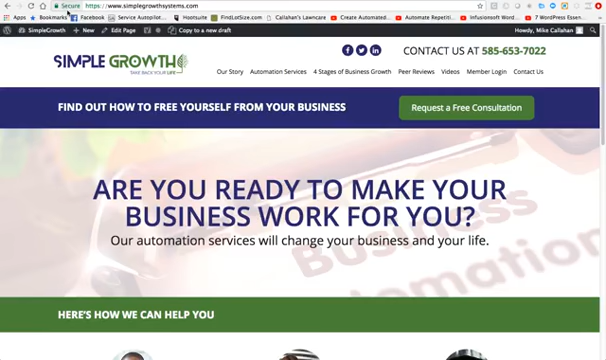 Secure https://www.simplegrowthsystems.com
Apps Bookmarks Facebook Service Autopilot... Hootsuite FindLotSize.com Callahan's Lawncare Create Automated... Automate Repetiti... Infusionsoft Word... 7 WordPress Essen...
SimpleGrowth New Edit Page Copy to a new draft Howdy, Mike Callahan
SIMPLE GROWTH
TAKE BACK YOUR LIFE
CONTACT US AT 585-653-7022
Our Story Automation Services 4 Stages of Business Growth Peer Reviews Videos Member Login Contact Us
FIND OUT HOW TO FREE YOURSELF FROM YOUR BUSINESS Request a Free Consultation
ARE YOU READY TO MAKE YOUR
BUSINESS WORK FOR YOU?
Our automation services will change your business and your life.
Business
Automation
HERE'S HOW WE CAN HELP YOU